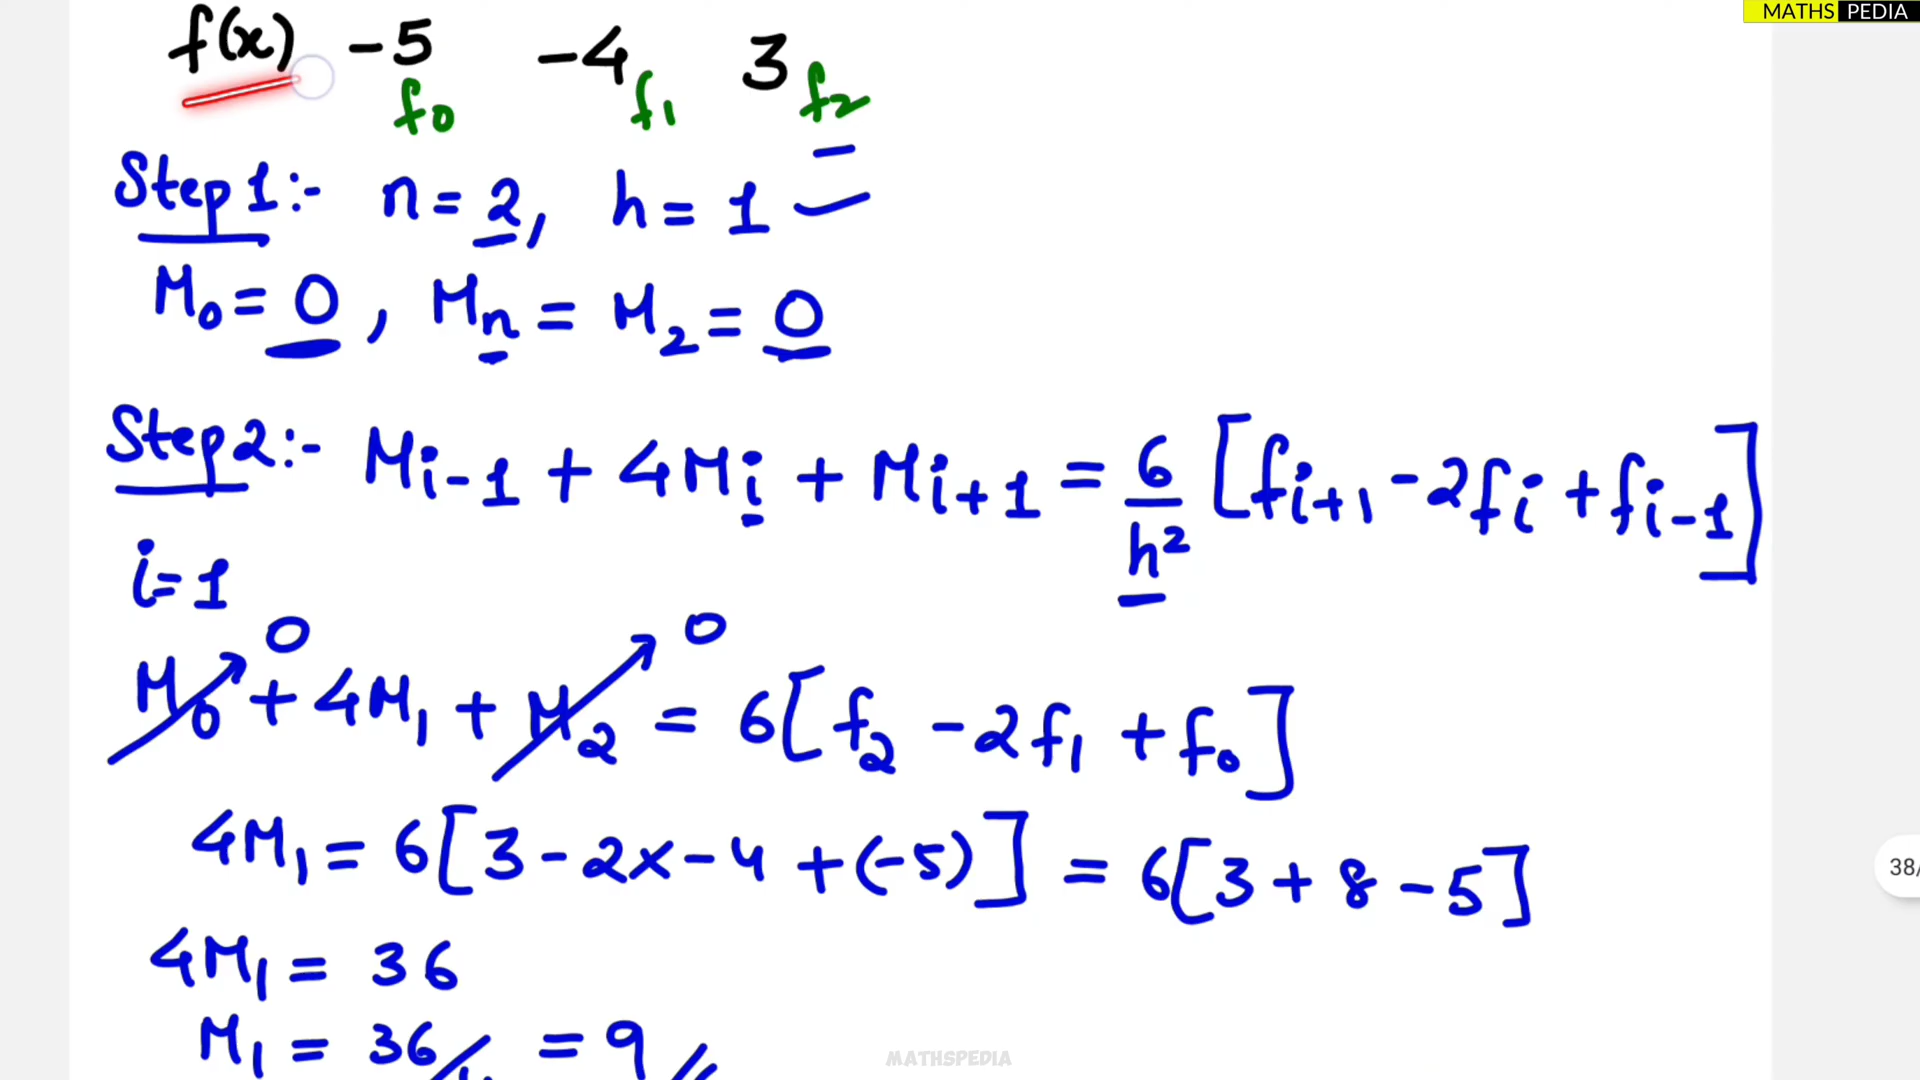 MATHS PEDIA
f(x) -5 -4 3
f0 f1 f2
Step1:- n=2, h=1
M0=0, Mn=M2=0
Step2:- Mi-1 + 4Mi + Mi+1 = 6/h² [fi+1 -2fi +fi-1]
i=1
0 0
M0 + 4M1 + M2 = 6[f2 -2f1 +f0]
4M1 = 6[3-2x-4+(-5)] = 6[3+8-5]
38/
4M1 = 36
M1 = 36/4 = 9
MATHSPEDIA